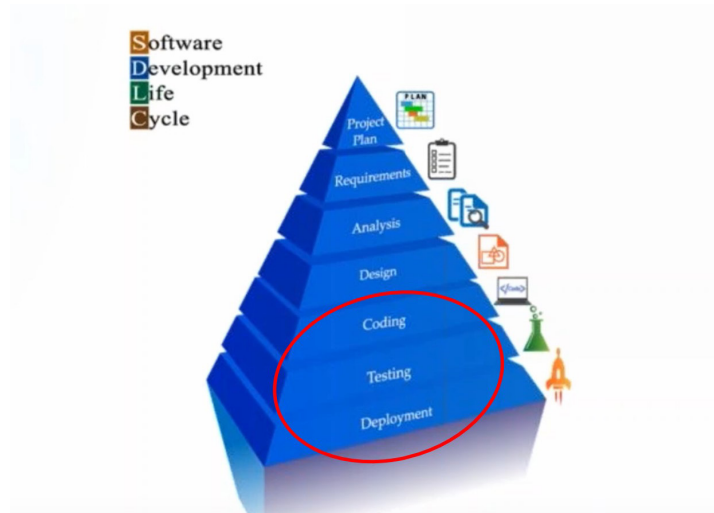 Software
Development
Life
Cycle
PLAN
Project
Plan
Requirements
Analysis
Design
</>
Coding
Testing
Deployment